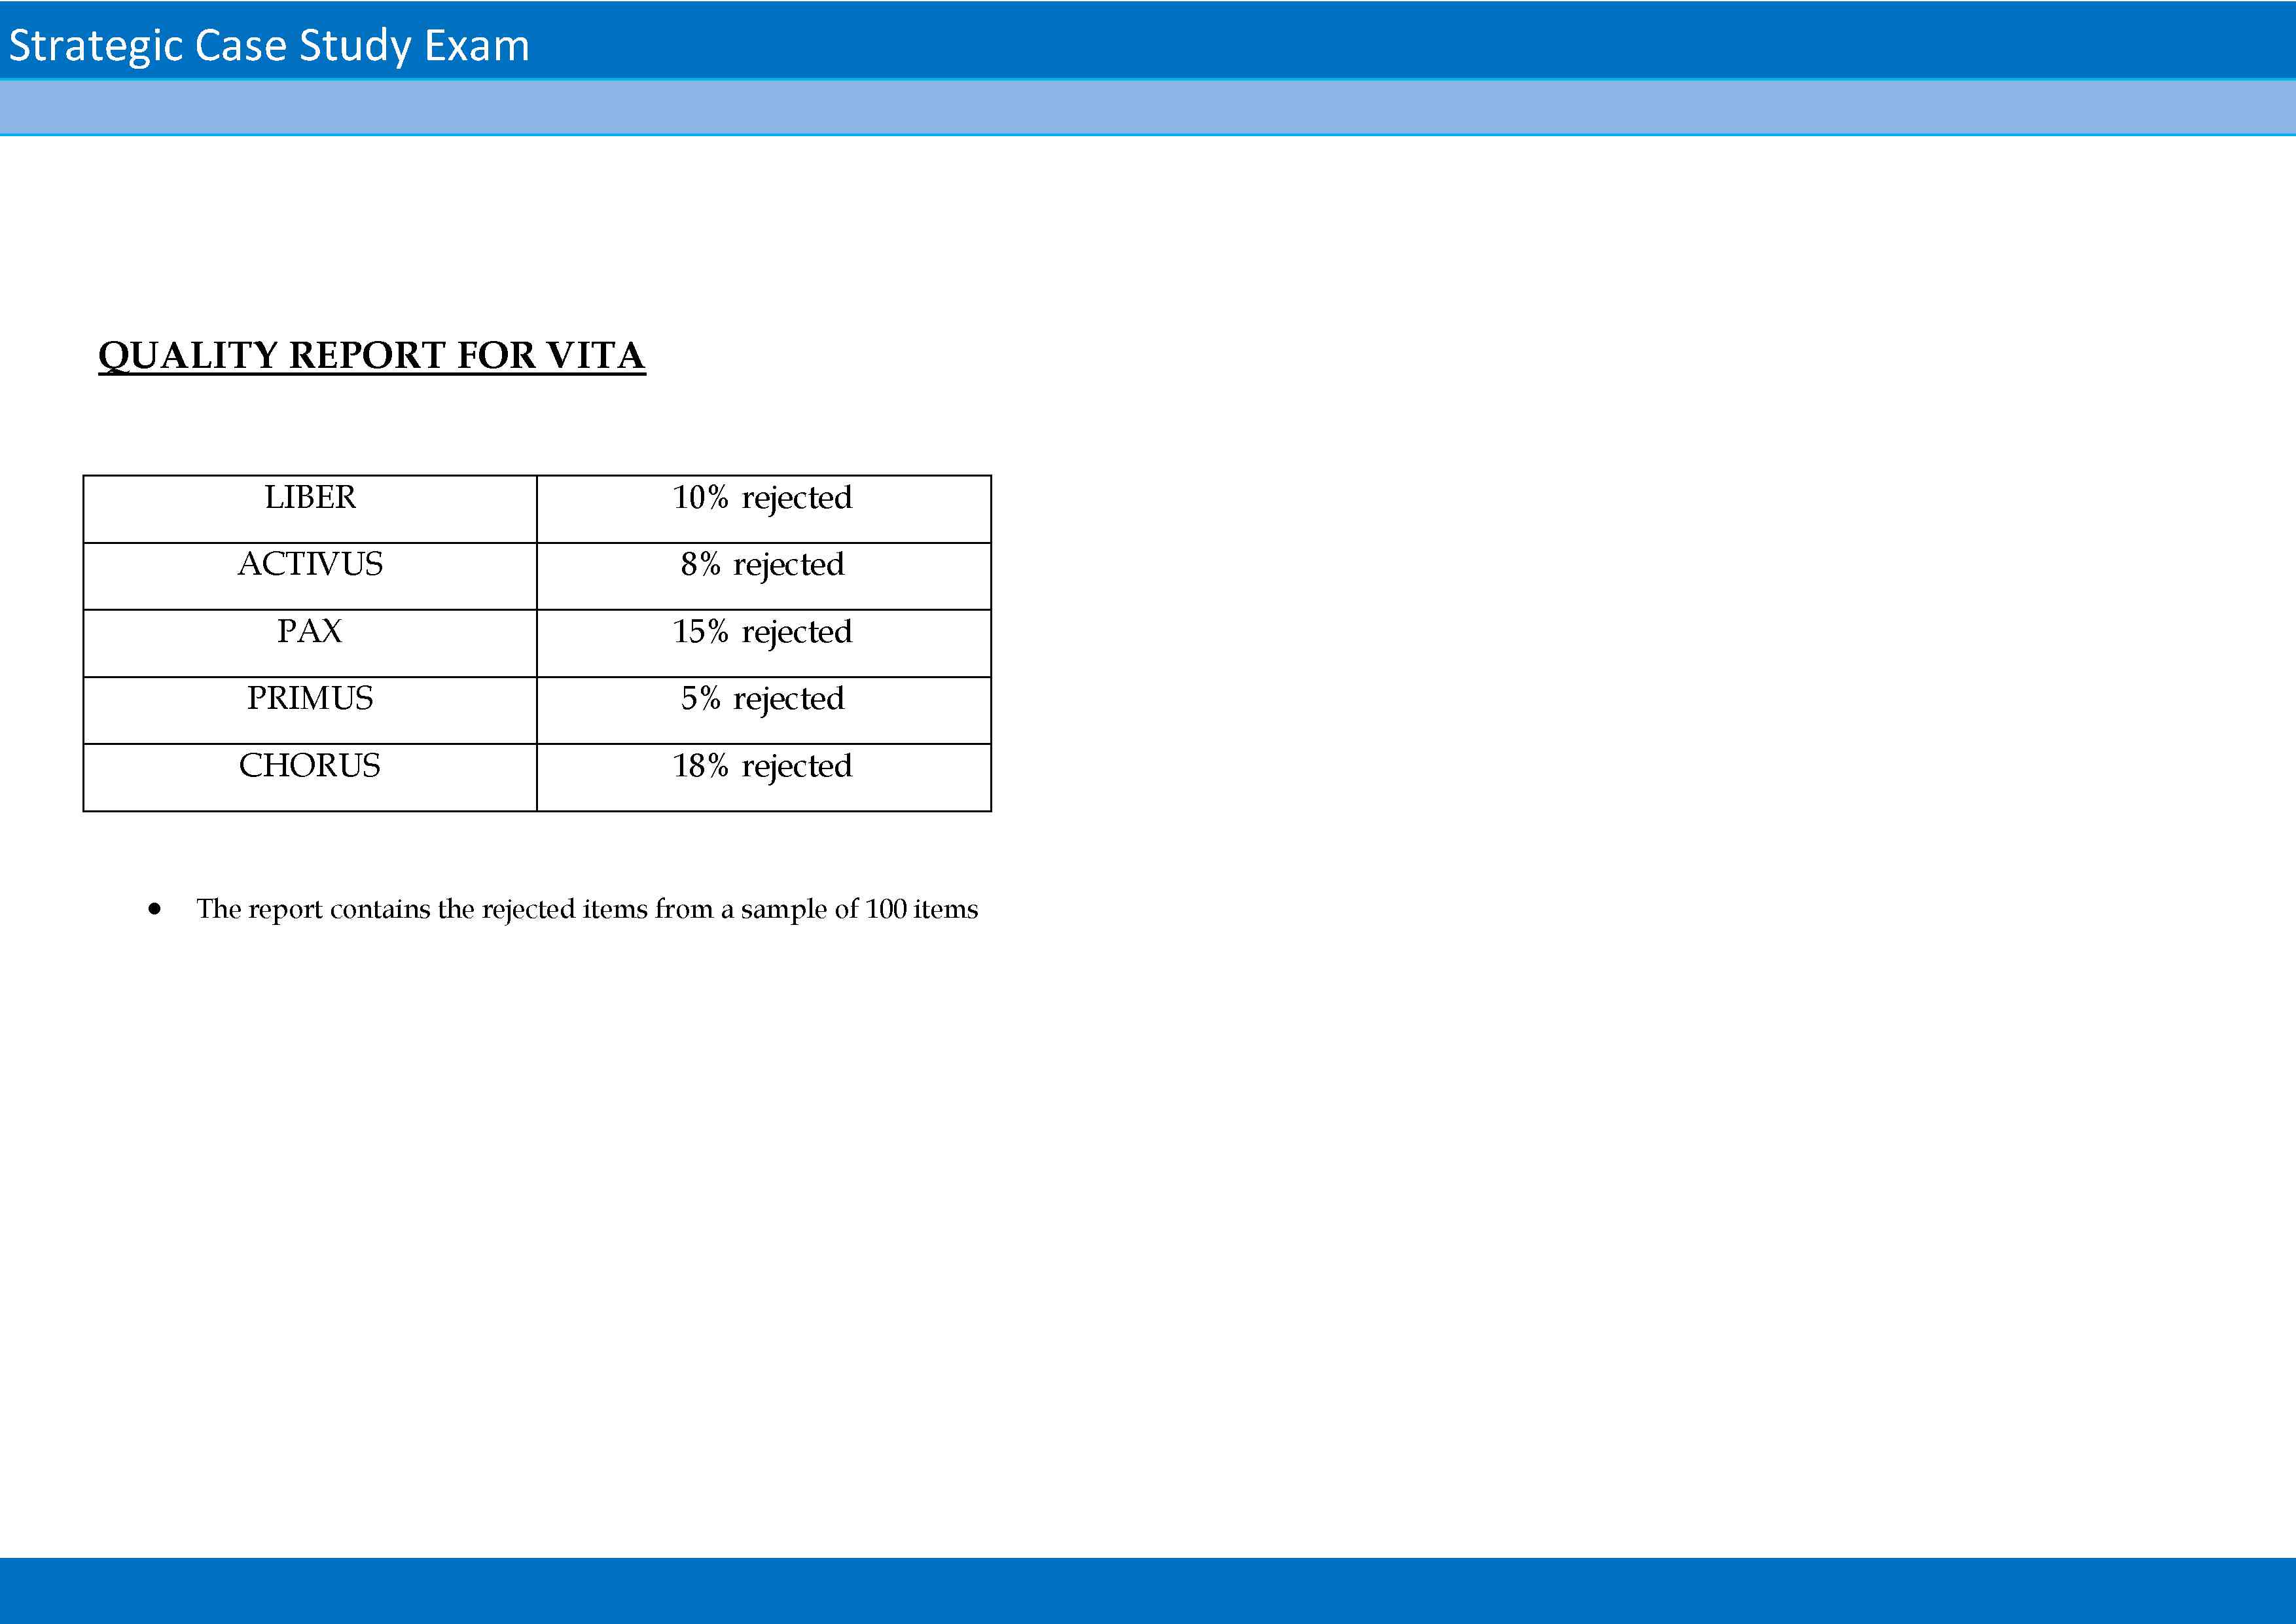 Strategic Case Study Exam
QUALITY REPORT FOR VITA
LIBER 10% rejected
ACTIVUS 8% rejected
PAX 15% rejected
PRIMUS 5% rejected
CHORUS 18% rejected
• The report contains the rejected items from a sample of 100 items